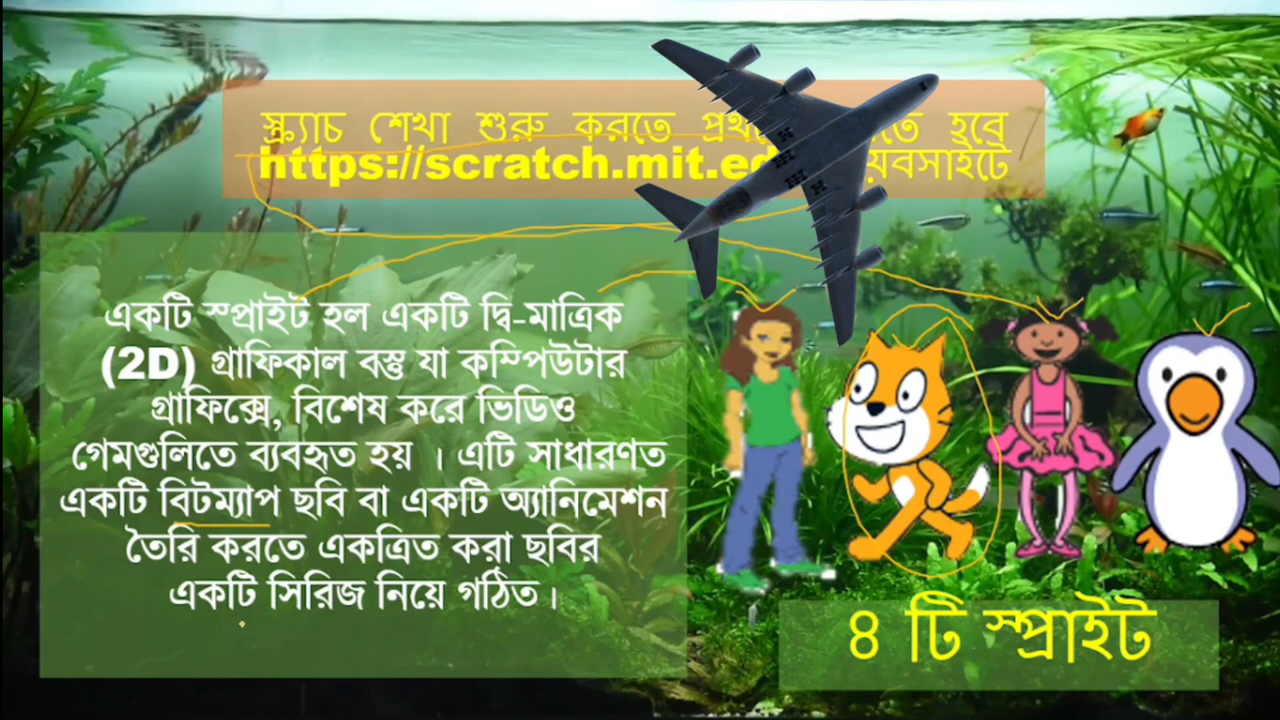 স্ক্র্যাচ শেখা শুরু করতে হবে
https://scratch.mit.ed
একটি স্প্রাইট হল একটি দ্বি-মাত্রিক
(2D) গ্রাফিকাল বস্তু যা কম্পিউটার
গ্রাফিক্সে, বিশেষ করে ভিডিও
গেমগুলিতে ব্যবহৃত হয় । এটি সাধারণত
একটি বিটম্যাপ ছবি বা একটি অ্যানিমেশন
তৈরি করতে একত্রিত করা ছবির
একটি সিরিজ নিয়ে গঠিত।
৪ টি স্প্রাইট